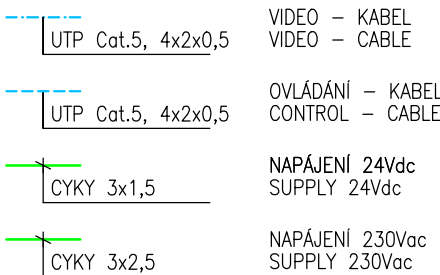 VIDEO – KABEL
UTP Cat.5, 4x2x0,5 VIDEO – CABLE
OVLÁDÁNÍ – KABEL
UTP Cat.5, 4x2x0,5 CONTROL – CABLE
NAPÁJENÍ 24Vdc
CYKY 3x1,5 SUPPLY 24Vdc
NAPÁJENÍ 230Vac
CYKY 3x2,5 SUPPLY 230Vac